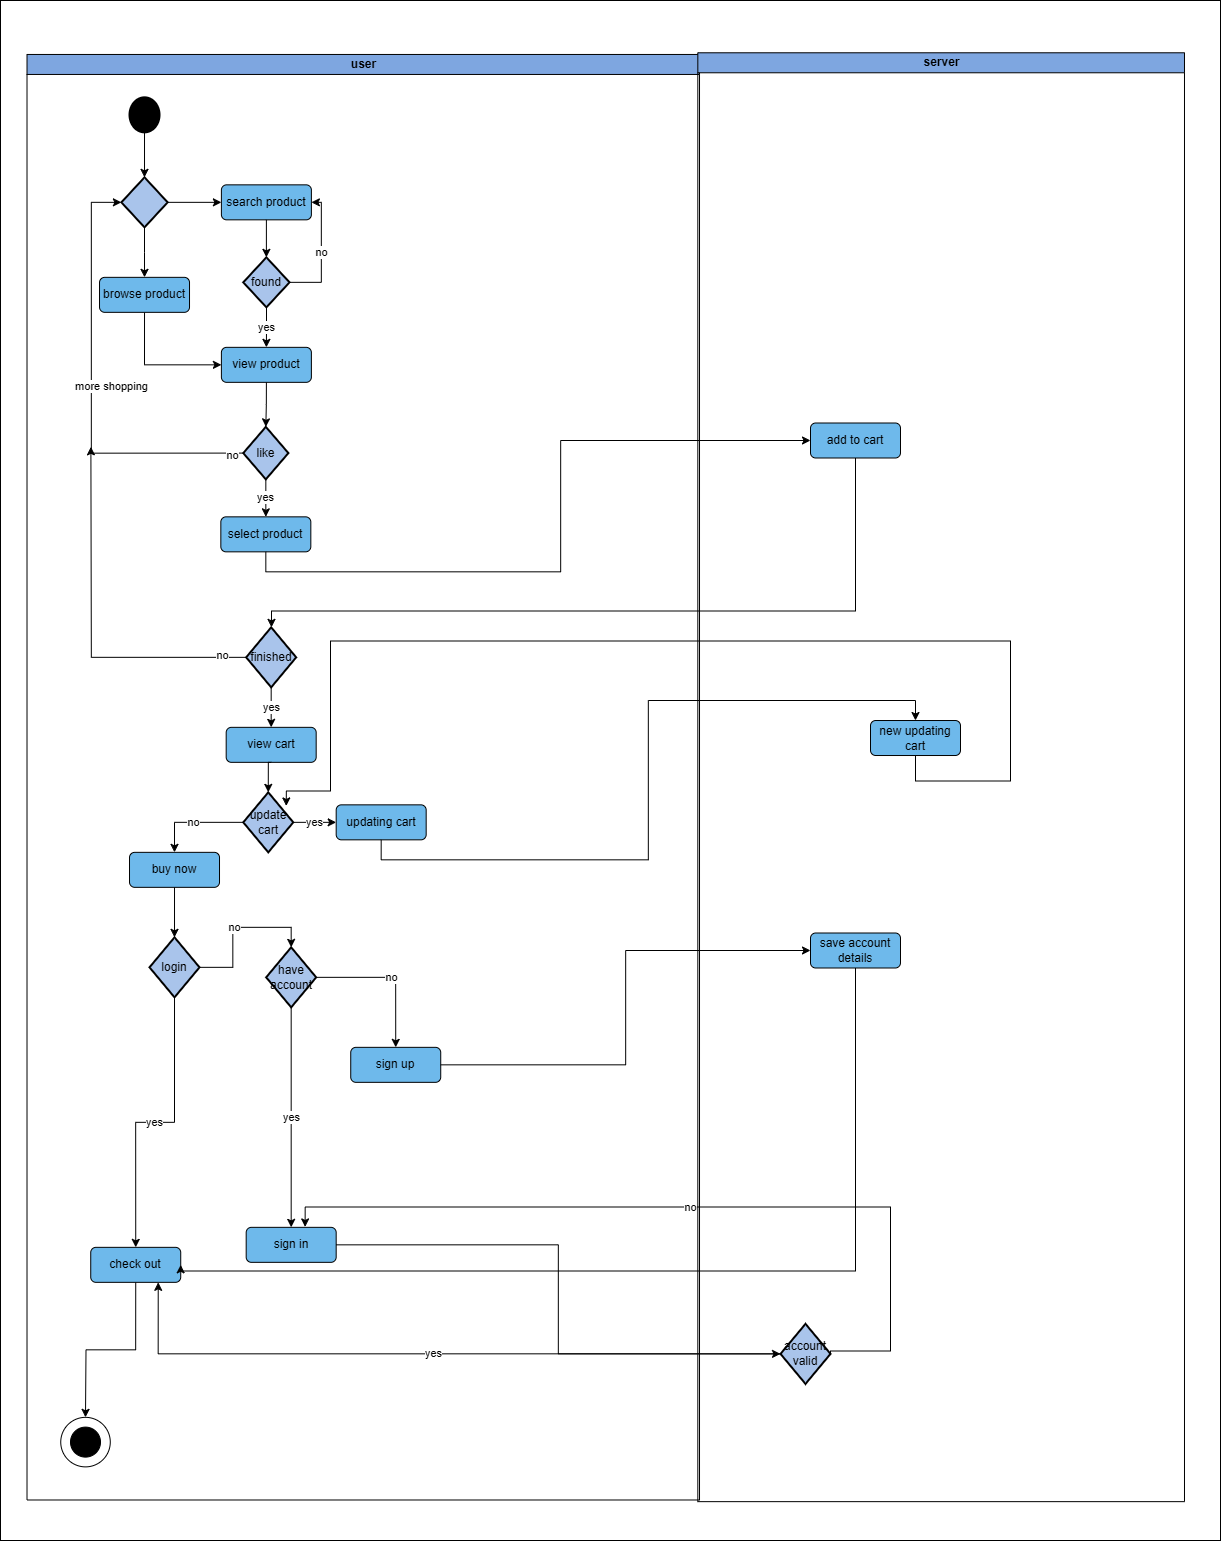 user
server
search product
no
found
browse product
yes
view product
more shopping
add to cart
like
no
yes
select product
no
finished
yes
new updating
cart
view cart
update
cart
no
yes
updating cart
buy now
no
save account
details
login
have
account
no
sign up
yes
yes
no
sign in
check out
account
valid
yes